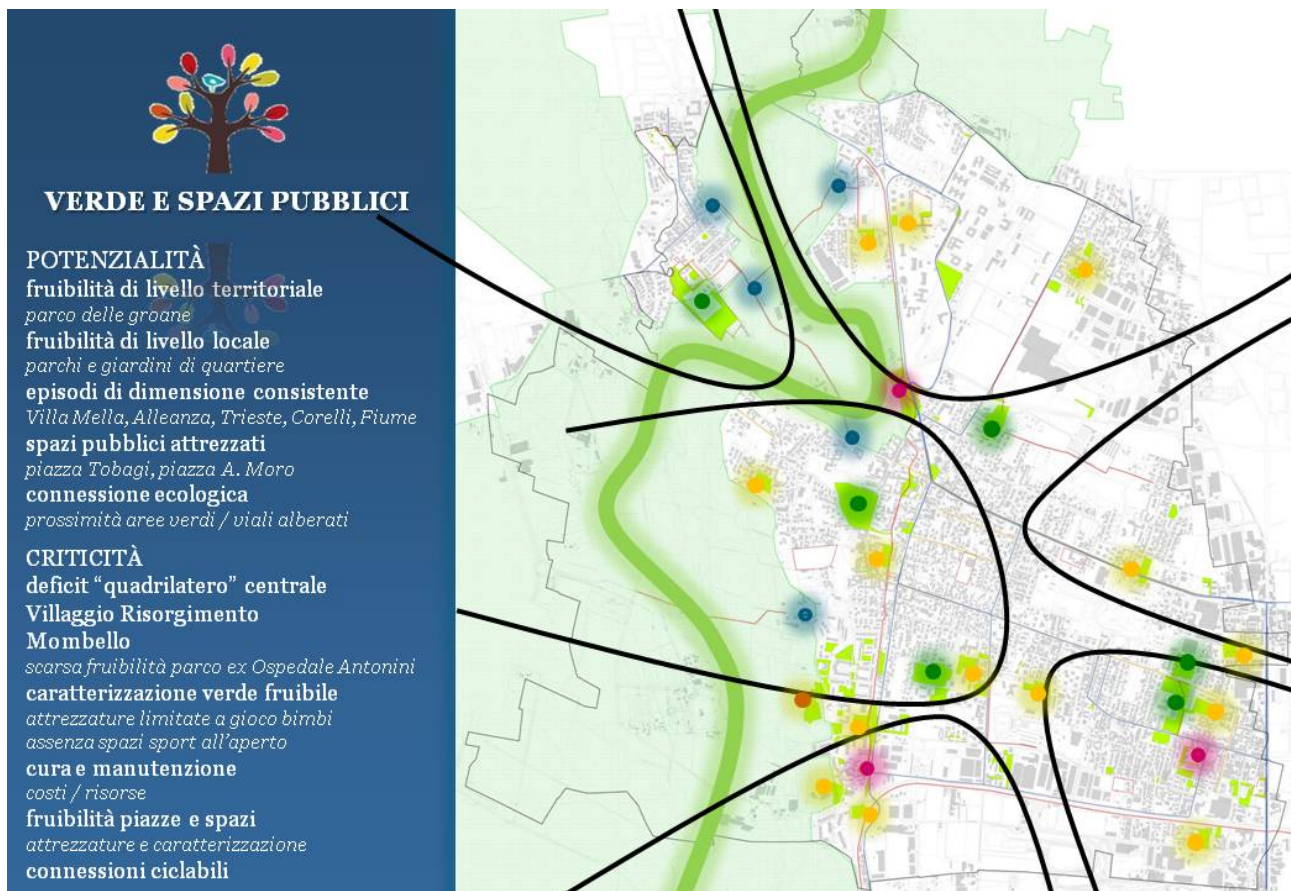 VERDE E SPAZI PUBBLICI
POTENZIALITÀ
fruibilità di livello territoriale
parco delle groane
fruibilità di livello locale
parchi e giardini di quartiere
episodi di dimensione consistente
Villa Mella, Alleanza, Trieste, Corelli, Fiume
spazi pubblici attrezzati
piazza Tobagi, piazza A. Moro
connessione ecologica
prossimità aree verdi / viali alberati
CRITICITÀ
deficit “quadrilatero” centrale
Villaggio Risorgimento
Mombello
scarsa fruibilità parco ex Ospedale Antonini
caratterizzazione verde fruibile
attrezzature limitate a gioco bimbi
assenza spazi sport all'aperto
cura e manutenzione
costi / risorse
fruibilità piazze e spazi
attrezzature e caratterizzazione
connessioni ciclabili